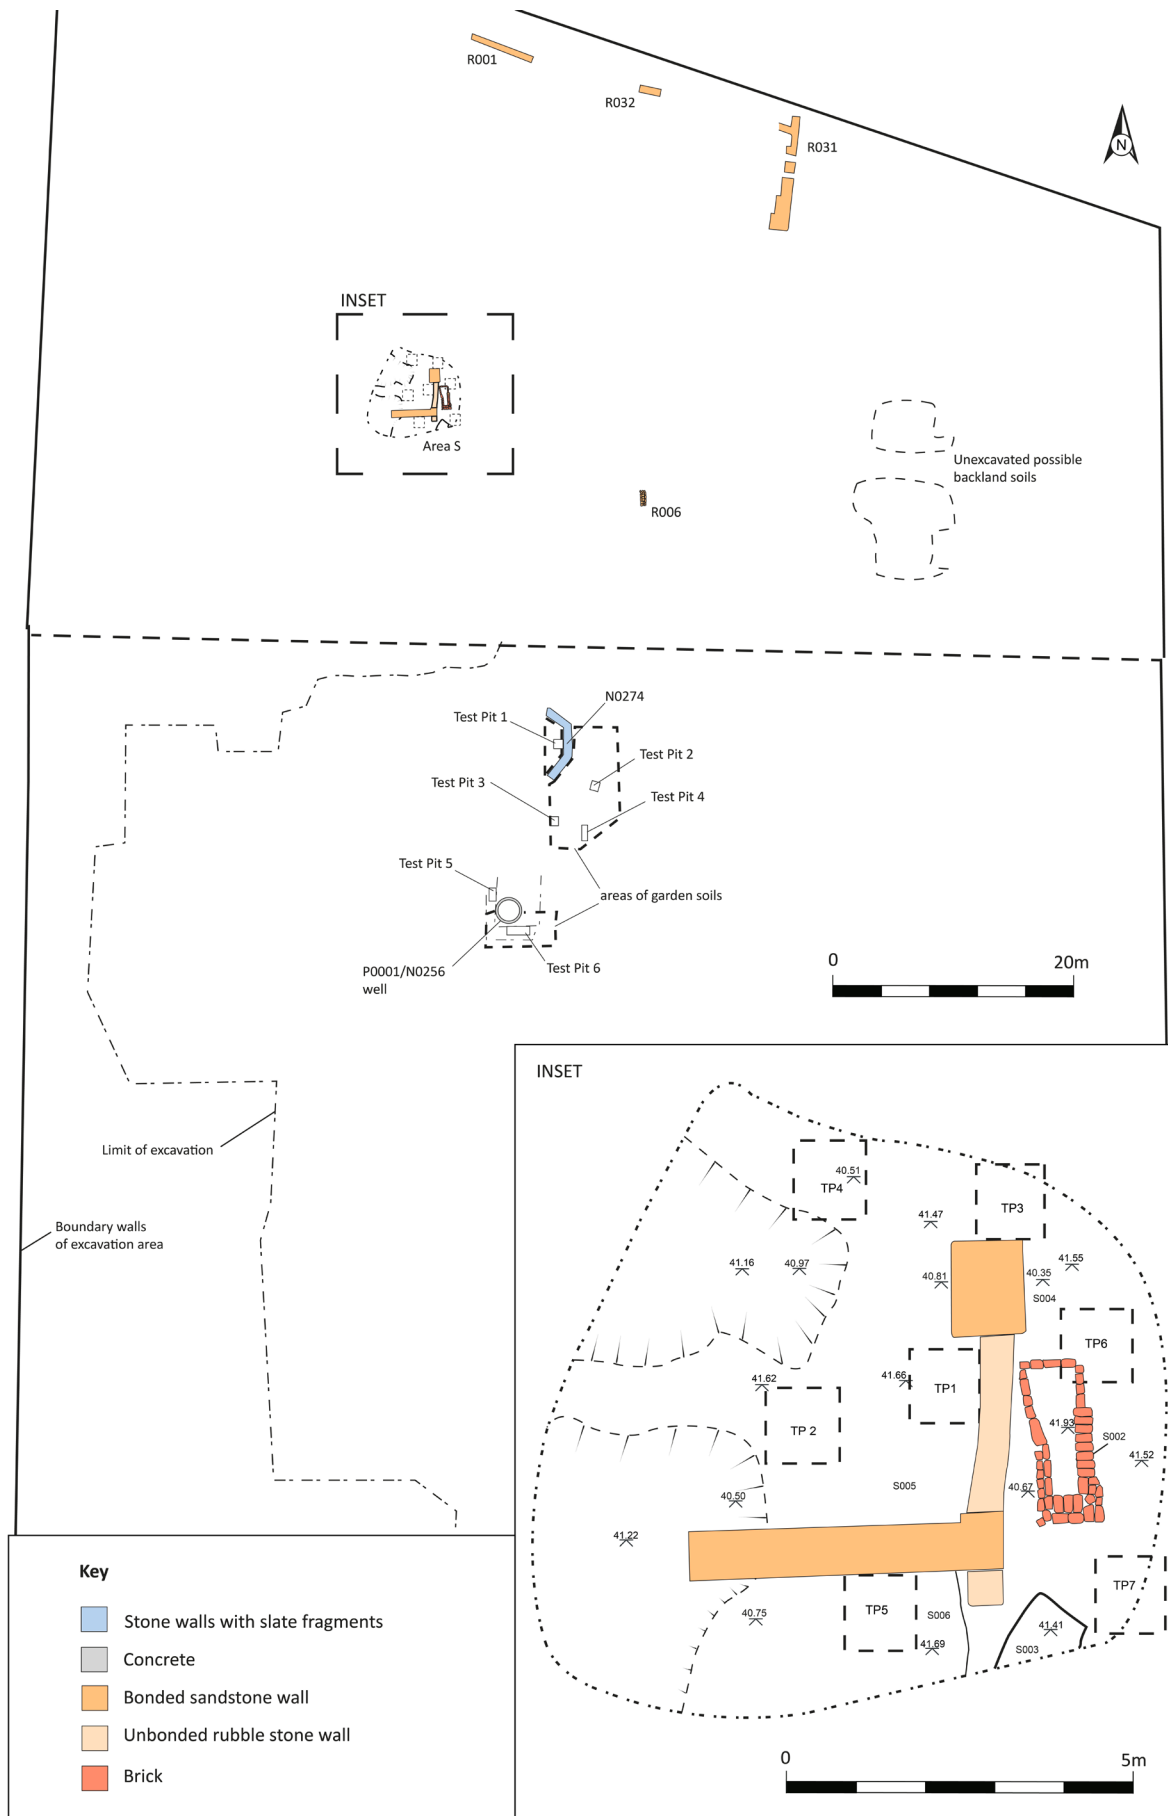 R001
R032
R031
N
INSET
Area S
Unexcavated possible
backland soils
R006
N0274
Test Pit 1
Test Pit 2
Test Pit 3
Test Pit 4
Test Pit 5
areas of garden soils
Test Pit 6
P0001/N0256
well
0
20m
INSET
Limit of excavation
Boundary walls
of excavation area
40.51
TP4
TP3
41.47
41.16
40.97
40.81
40.35
41.55
S004
TP6
41.62
41.66
TP1
TP 2
41.93
S002
41.52
S005
40.67
40.50
41.22
TP5
S006
TP7
40.75
41.69
41.41
S003
0
5m
Key
Stone walls with slate fragments
Concrete
Bonded sandstone wall
Unbonded rubble stone wall
Brick